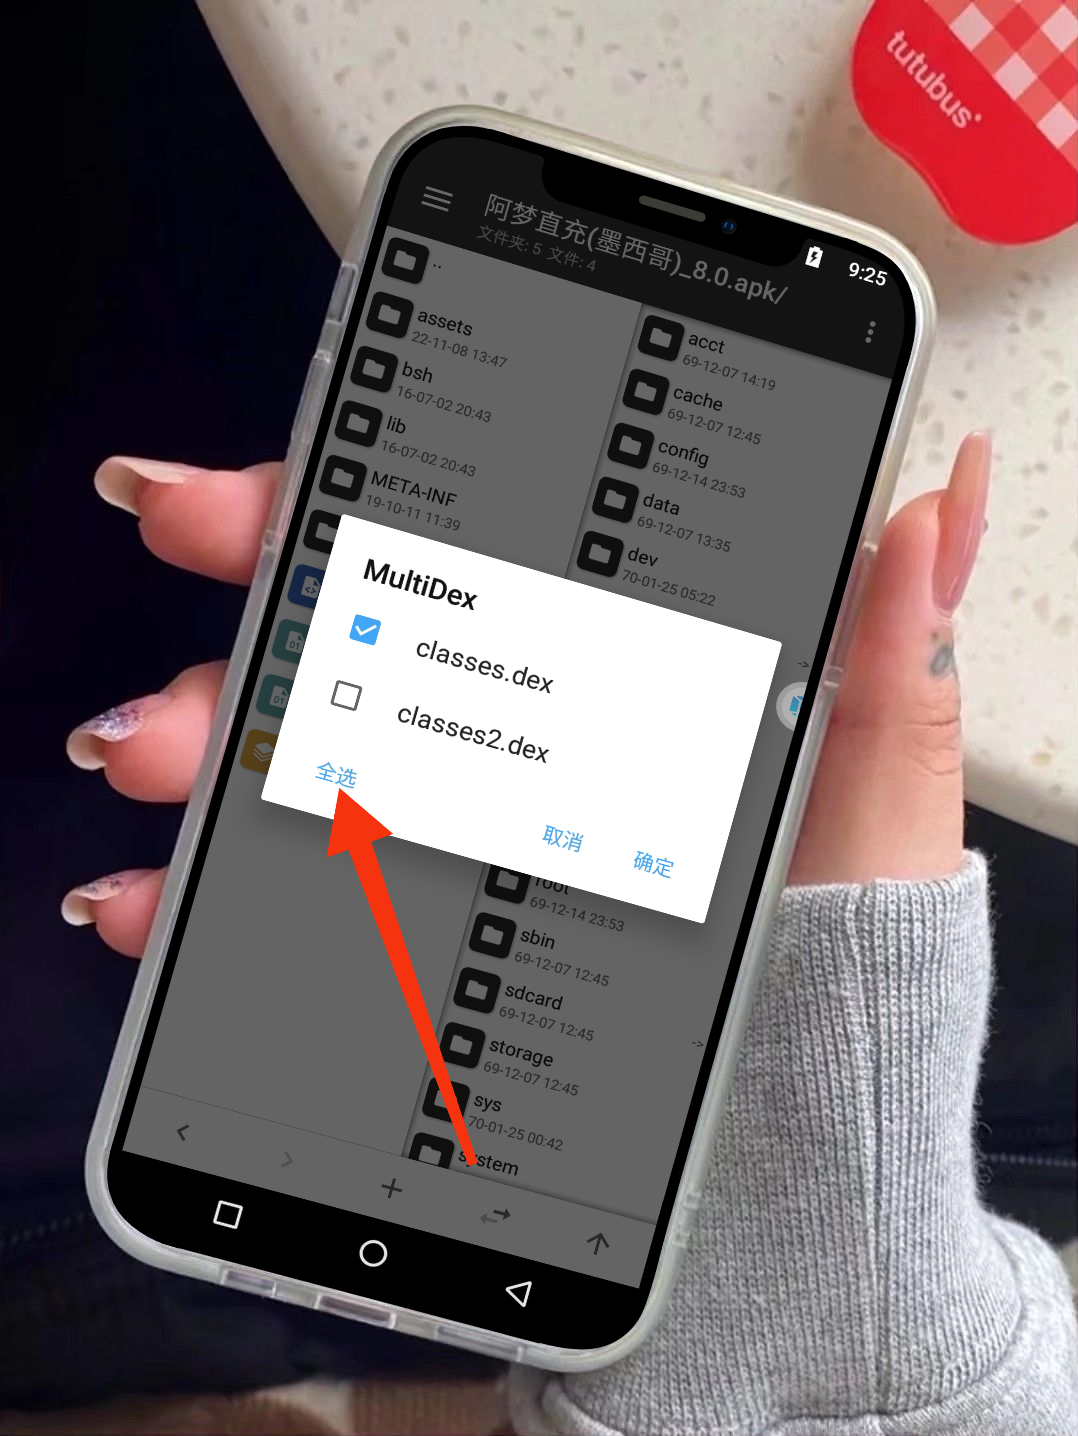 tutubus
9:25
阿梦直充(墨西哥)_8.0.apk/
文件夹: 5 文件: 4
..
assets
22-11-08 13:47
bsh
16-07-02 20:43
lib
16-07-02 20:43
META-INF
19-10-11 11:39
acct
69-12-07 14:19
cache
69-12-07 12:45
config
69-12-14 23:53
data
69-12-07 13:35
dev
70-01-25 05:22
MultiDex
classes.dex
classes2.dex
全选
取消
确定
root
69-12-14 23:53
sbin
69-12-07 12:45
sdcard
69-12-07 12:45
storage
69-12-07 12:45
sys
70-01-25 00:42
system